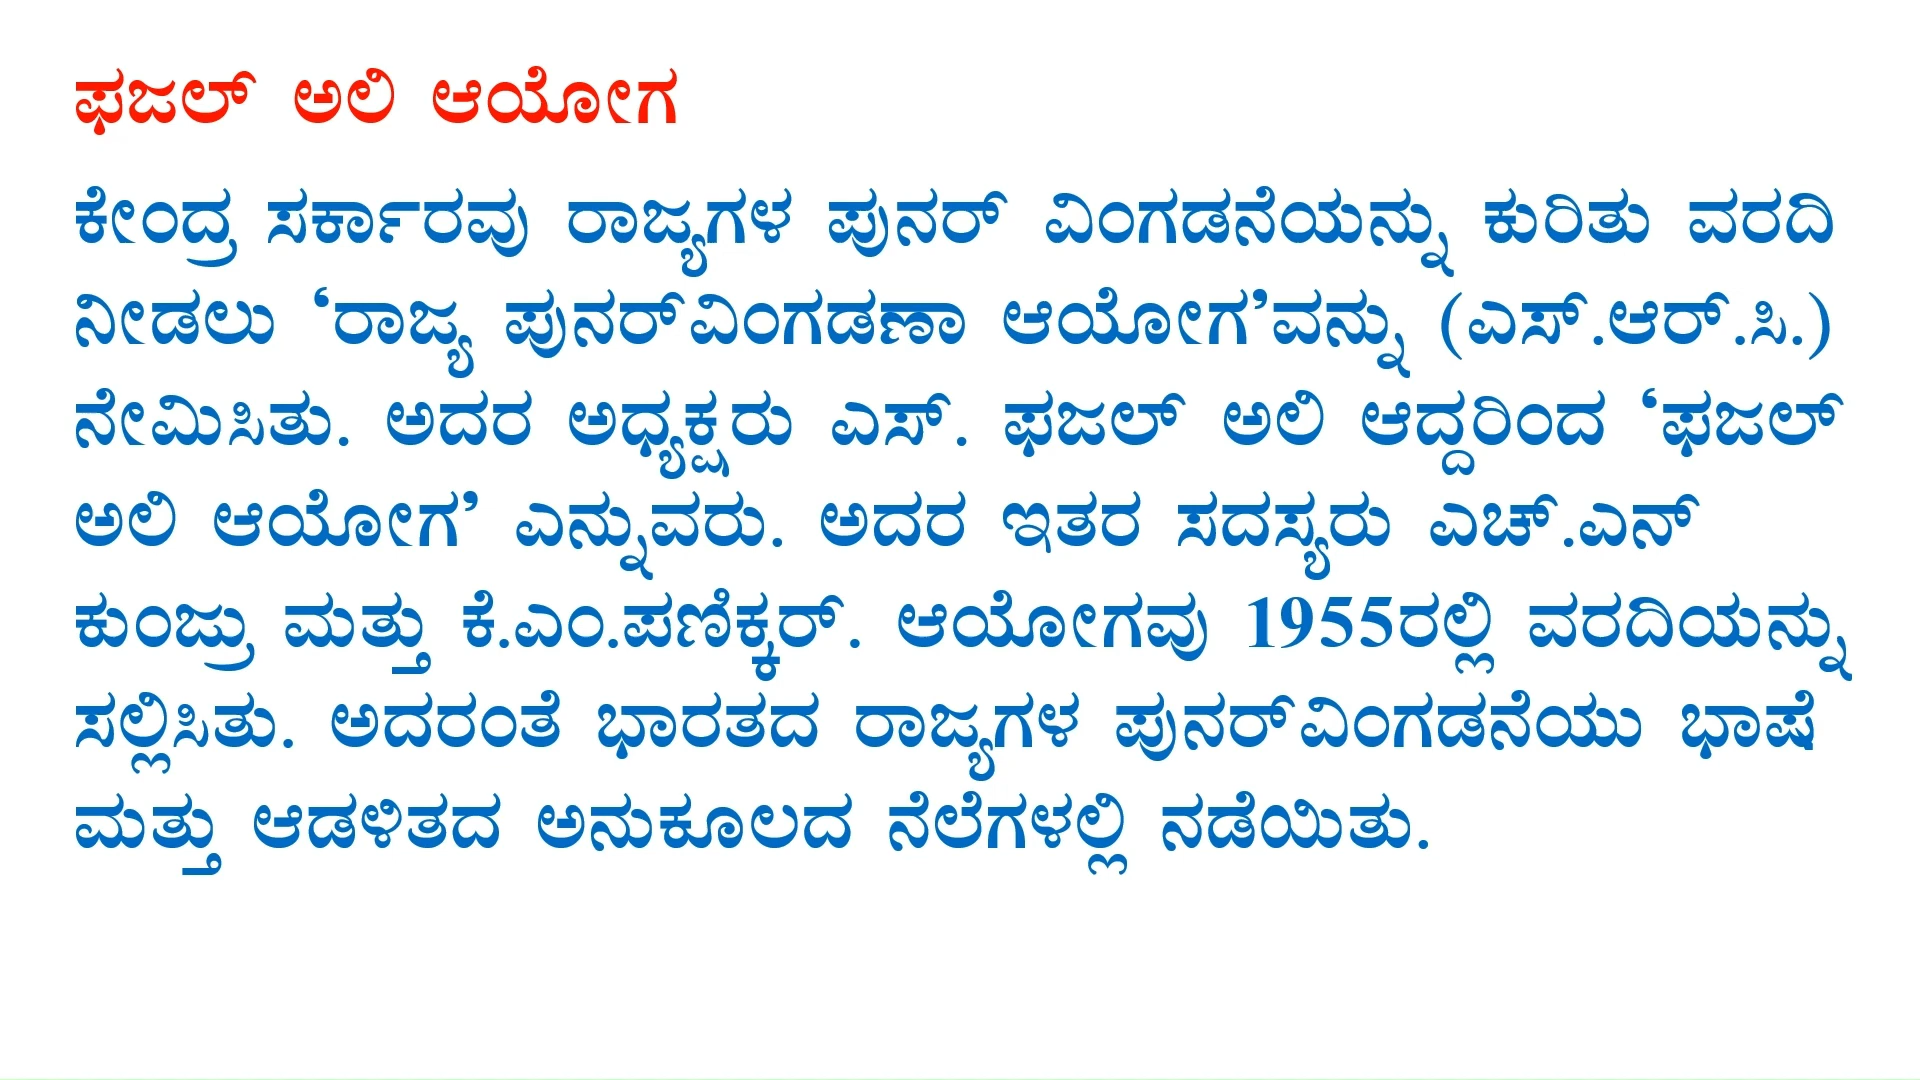 ಫಜಲ್ ಅಲಿ ಆಯೋಗ
ಕೇಂದ್ರ ಸರ್ಕಾರವು ರಾಜ್ಯಗಳ ಪುನರ್ ವಿಂಗಡನೆಯನ್ನು ಕುರಿತು ವರದಿ
ನೀಡಲು ‘ರಾಜ್ಯ ಪುನರ್‌ವಿಂಗಡಣಾ ಆಯೋಗ’ವನ್ನು (ಎಸ್.ಆರ್.ಸಿ.)
ನೇಮಿಸಿತು. ಅದರ ಅಧ್ಯಕ್ಷರು ಎಸ್. ಫಜಲ್ ಅಲಿ ಆದ್ದರಿಂದ ‘ಫಜಲ್
ಅಲಿ ಆಯೋಗ’ ಎನ್ನುವರು. ಅದರ ಇತರ ಸದಸ್ಯರು ಎಚ್.ಎನ್
ಕುಂಜ್ರು ಮತ್ತು ಕೆ.ಎಂ.ಪಣಿಕ್ಕರ್. ಆಯೋಗವು 1955ರಲ್ಲಿ ವರದಿಯನ್ನು
ಸಲ್ಲಿಸಿತು. ಅದರಂತೆ ಭಾರತದ ರಾಜ್ಯಗಳ ಪುನರ್‌ವಿಂಗಡನೆಯು ಭಾಷೆ
ಮತ್ತು ಆಡಳಿತದ ಅನುಕೂಲದ ನೆಲೆಗಳಲ್ಲಿ ನಡೆಯಿತು.